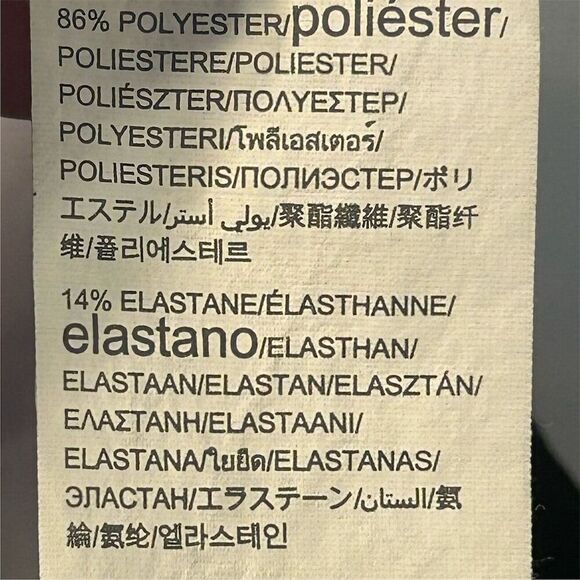 86% POLYESTER/poliéster/
POLIESTERE/POLIESTER/
POLIÉSZTER/ΠΟΛΥΕΣΤΕΡ/
POLYESTERI/โพลีเอสเตอร์/
POLIESTERIS/ПОЛИЭСТЕР/ポリ
エステル/يولي أستر/聚酯纖維/聚酯纤
维/폴리에스테르
14% ELASTANE/ÉLASTHANNE/
elastano/ELASTHAN/
ELASTAAN/ELASTAN/ELASZTÁN/
ΕΛΑΣΤΑΝΗ/ELASTAANI/
ELASTANA/ใยยืด/ELASTANAS/
ЭЛАСТАН/エラステーン/الستان/氨
綸/氨纶/엘라스테인